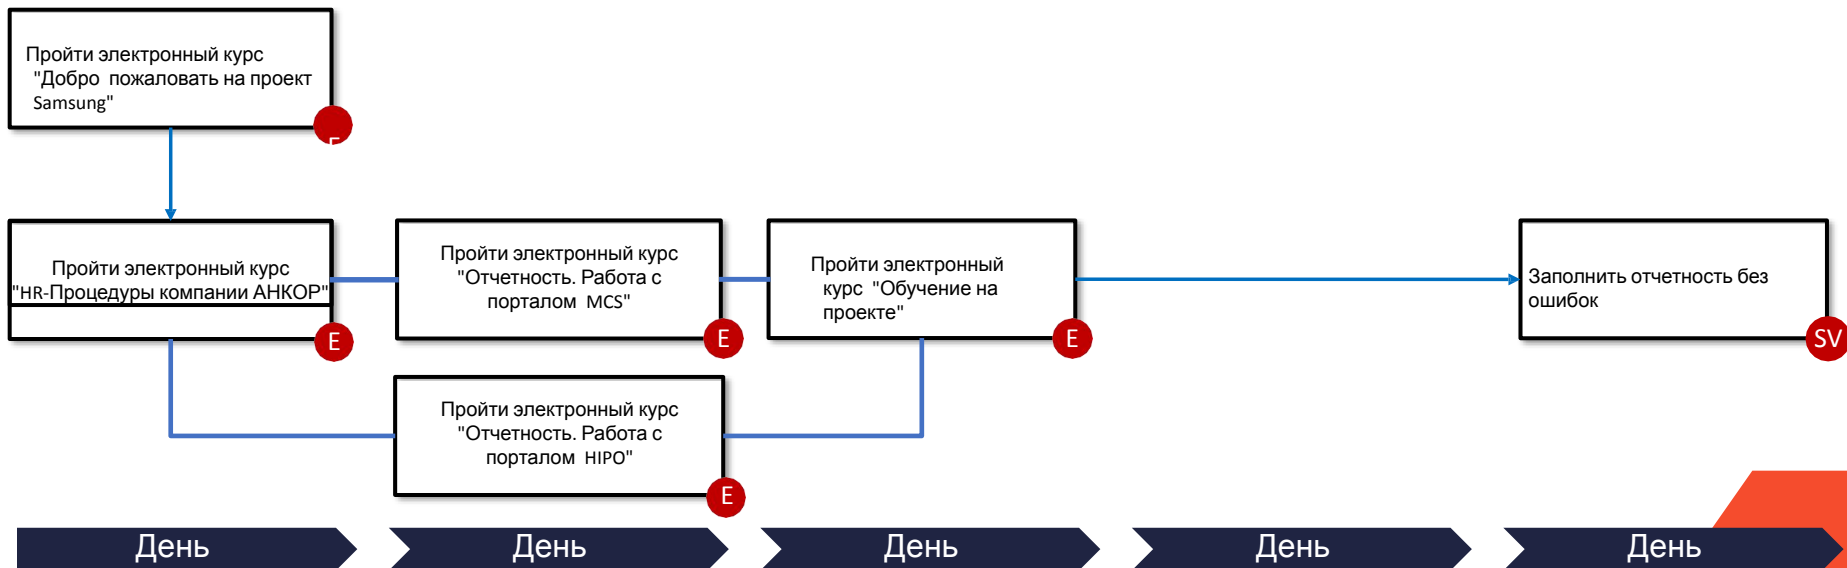 Пройти электронный курс
"Добро пожаловать на проект
Samsung"
Пройти электронный курс
"HR-Процедуры компании АНКОР"
E
Пройти электронный курс
"Отчетность. Работа с
порталом MCS"
E
Пройти электронный
курс "Обучение на
проекте"
E
Заполнить отчетность без
ошибок
SV
Пройти электронный курс
"Отчетность. Работа с
порталом HIPO"
E
День
День
День
День
День